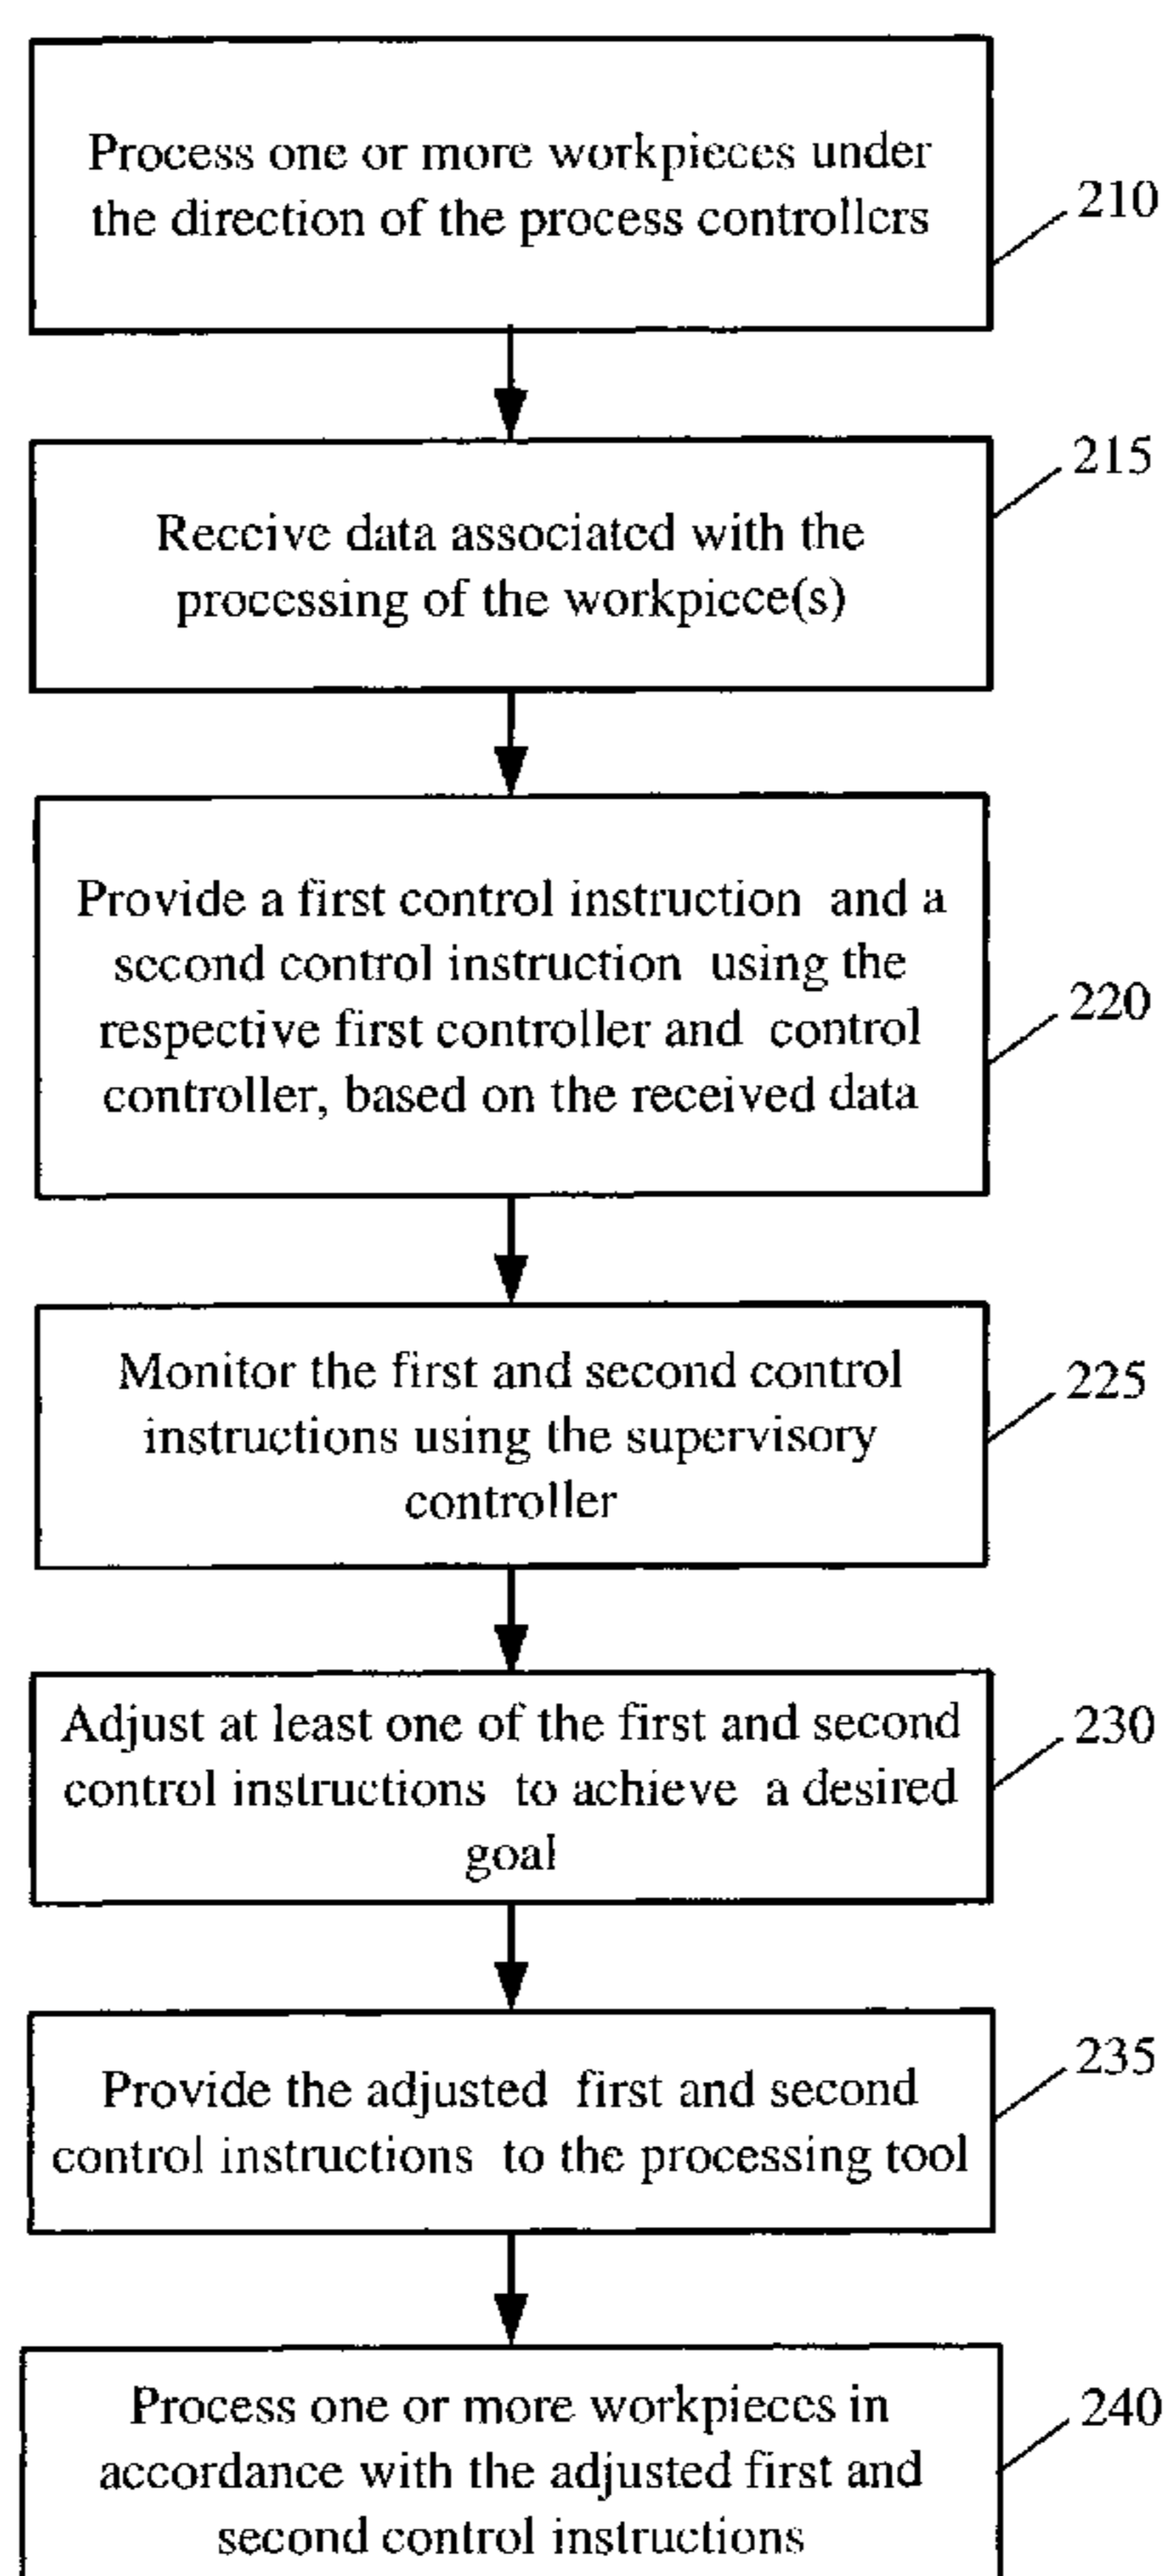 Process one or more workpieces under
the direction of the process controllers
210
215
Receive data associated with the
processing of the workpiece(s)
Provide a first control instruction and a
second control instruction using the
respective first controller and control
controller, based on the received data
220
Monitor the first and second control
instructions using the supervisory
controller
225
Adjust at least one of the first and second
control instructions to achieve a desired
goal
230
Provide the adjusted first and second
control instructions to the processing tool
235
Process one or more workpieces in
accordance with the adjusted first and
second control instructions
240